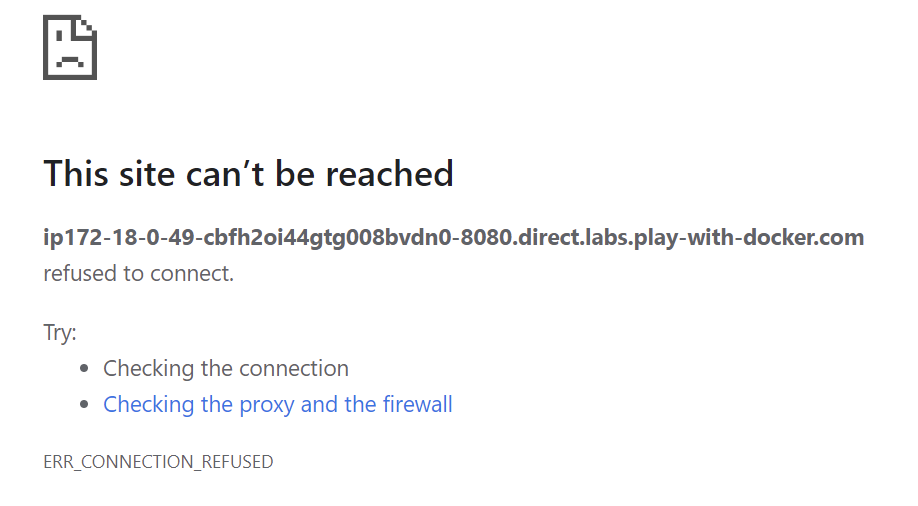 This site can’t be reached
ip172-18-0-49-cbfh2oi44gtg008bvdn0-8080.direct.labs.play-with-docker.com
refused to connect.
Try:
Checking the connection
Checking the proxy and the firewall
ERR_CONNECTION_REFUSED